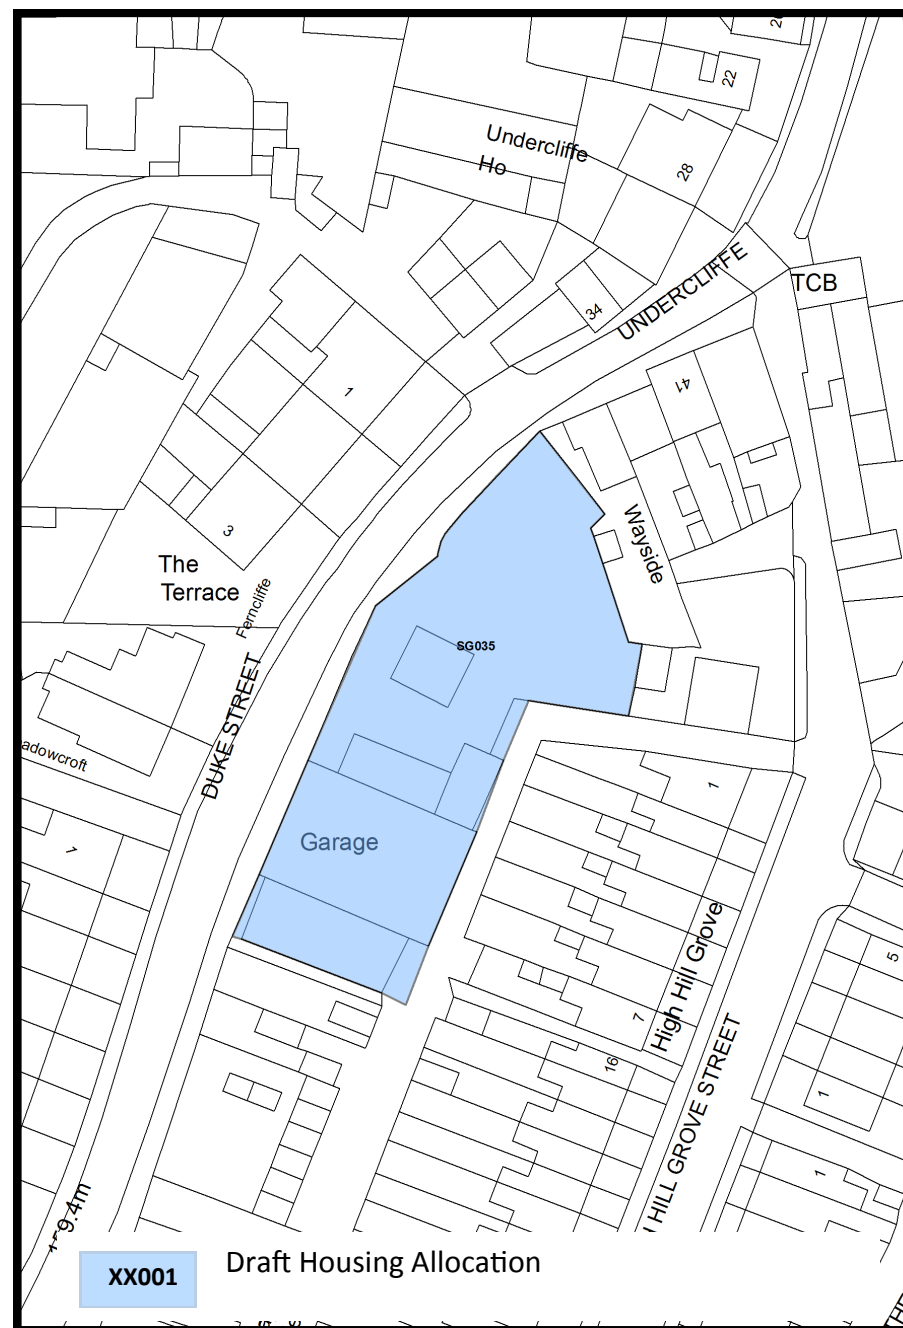 22
Undercliffe
Ho
28
UNDERCLIFFE
TCB
34
41
1
3
The
Terrace
Ferncliffe
Wayside
SG035
DUKE STREET
adowcroft
1
Garage
1
High Hill Grove
7
16
5
1
1
HILL GROVE STREET
9.4m
XX001
Draft Housing Allocation